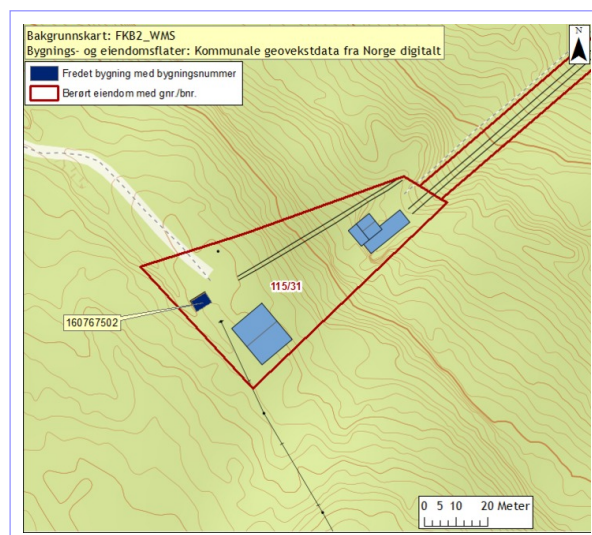 Bakgrunnskart: FKB2_WMS
Bygnings- og eiendomsflater: Kommunale geovekstdata fra Norge digitalt
N
Fredet bygning med bygningsnummer
Berørt eiendom med gnr./bnr.
115/31
160767502
0 5 10 20 Meter